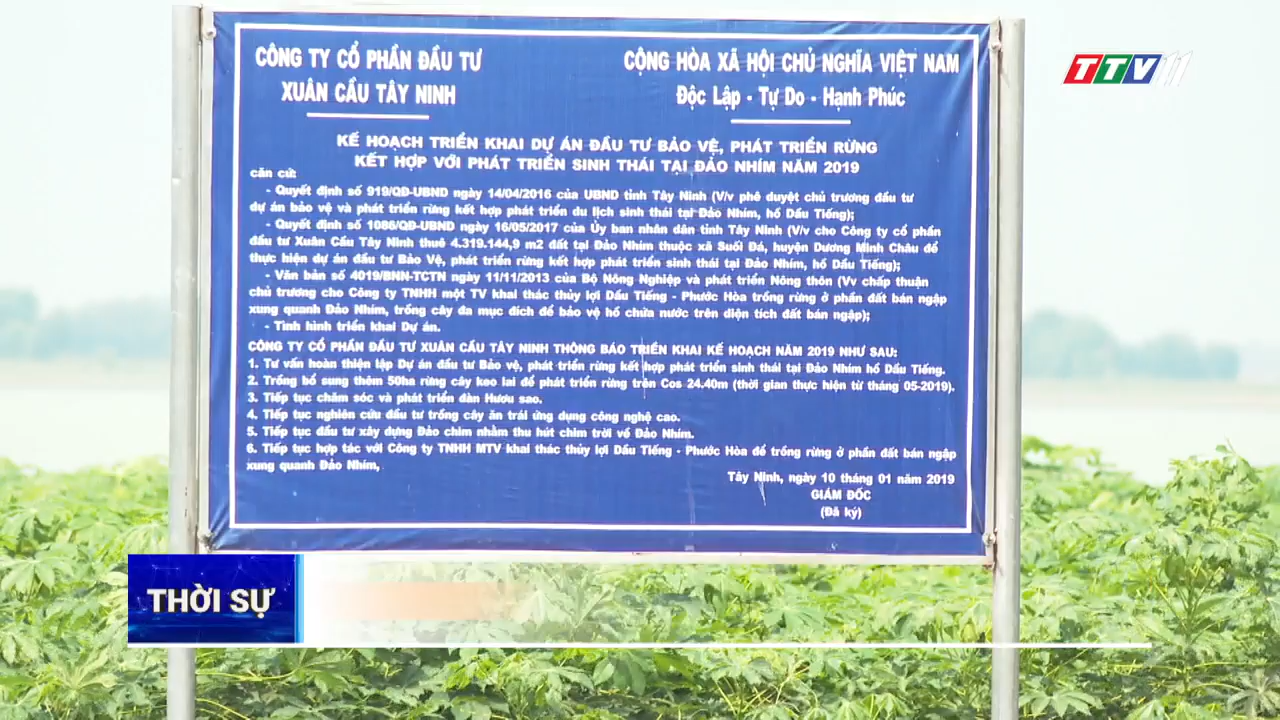 CÔNG TY CỔ PHẦN ĐẦU TƯ
XUÂN CẦU TÂY NINH
CỘNG HÒA XÃ HỘI CHỦ NGHĨA VIỆT NAM
Độc Lập - Tự Do - Hạnh Phúc
TTV11
KẾ HOẠCH TRIỂN KHAI DỰ ÁN ĐẦU TƯ BẢO VỆ, PHÁT TRIỂN RỪNG
KẾT HỢP VỚI PHÁT TRIỂN SINH THÁI TẠI ĐẢO NHÍM NĂM 2019
căn cứ:
- Quyết định số 919/QĐ-UBND ngày 14/04/2016 của UBND tỉnh Tây Ninh (V/v phê duyệt chủ trương đầu tư
dự án bảo vệ và phát triển rừng kết hợp phát triển du lịch sinh thái tại Đảo Nhím, hồ Dầu Tiếng);
- Quyết định số 1086/QĐ-UBND ngày 16/05/2017 của Ủy ban nhân dân tỉnh Tây Ninh (V/v cho Công ty cổ phần
đầu tư Xuân Cầu Tây Ninh thuê 4.319.144,9 m2 đất tại Đảo Nhím thuộc xã Suối Đá, huyện Dương Minh Châu để
thực hiện dự án đầu tư Bảo Vệ, phát triển rừng kết hợp phát triển sinh thái tại Đảo Nhím, hồ Dầu Tiếng);
- Văn bản số 4019/BNN-TCTN ngày 11/11/2013 của Bộ Nông Nghiệp và phát triển Nông thôn (Vv chấp thuận
chủ trương cho Công ty TNHH một TV khai thác thủy lợi Dầu Tiếng - Phước Hòa trồng rừng ở phần đất bán ngập
xung quanh Đảo Nhím, trồng cây đa mục đích để bảo vệ hồ chứa nước trên diện tích đất bán ngập);
- Tình hình triển khai Dự án.
CÔNG TY CỔ PHẦN ĐẦU TƯ XUÂN CẦU TÂY NINH THÔNG BÁO TRIỂN KHAI KẾ HOẠCH NĂM 2019 NHƯ SAU:
1. Tư vấn hoàn thiện lập Dự án đầu tư Bảo vệ, phát triển rừng kết hợp phát triển sinh thái tại Đảo Nhím hồ Dầu Tiếng.
2. Trồng bổ sung thêm 50ha rừng cây keo lai để phát triển rừng trên Cos 24.40m (thời gian thực hiện từ tháng 05-2019).
3. Tiếp tục chăm sóc và phát triển đàn Hươu sao.
4. Tiếp tục nghiên cứu đầu tư trồng cây ăn trái ứng dụng công nghệ cao.
5. Tiếp tục đầu tư xây dựng Đảo chim nhằm thu hút chim trời về Đảo Nhím.
6. Tiếp tục hợp tác với Công ty TNHH MTV khai thác thủy lợi Dầu Tiếng - Phước Hòa để trồng rừng ở phần đất bán ngập
xung quanh Đảo Nhím,
Tây Ninh, ngày 10 tháng 01 năm 2019
GIÁM ĐỐC
(Đã ký)
THỜI SỰ